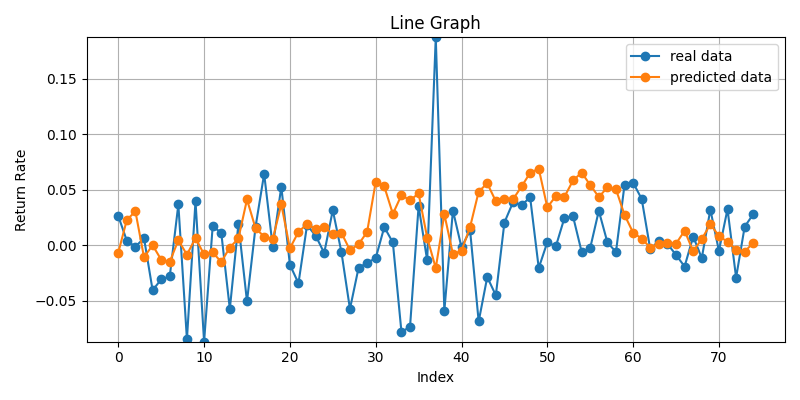 Line Graph
real data
predicted data
Return Rate
0.15
0.10
0.05
0.00
−0.05
0 10 20 30 40 50 60 70
Index